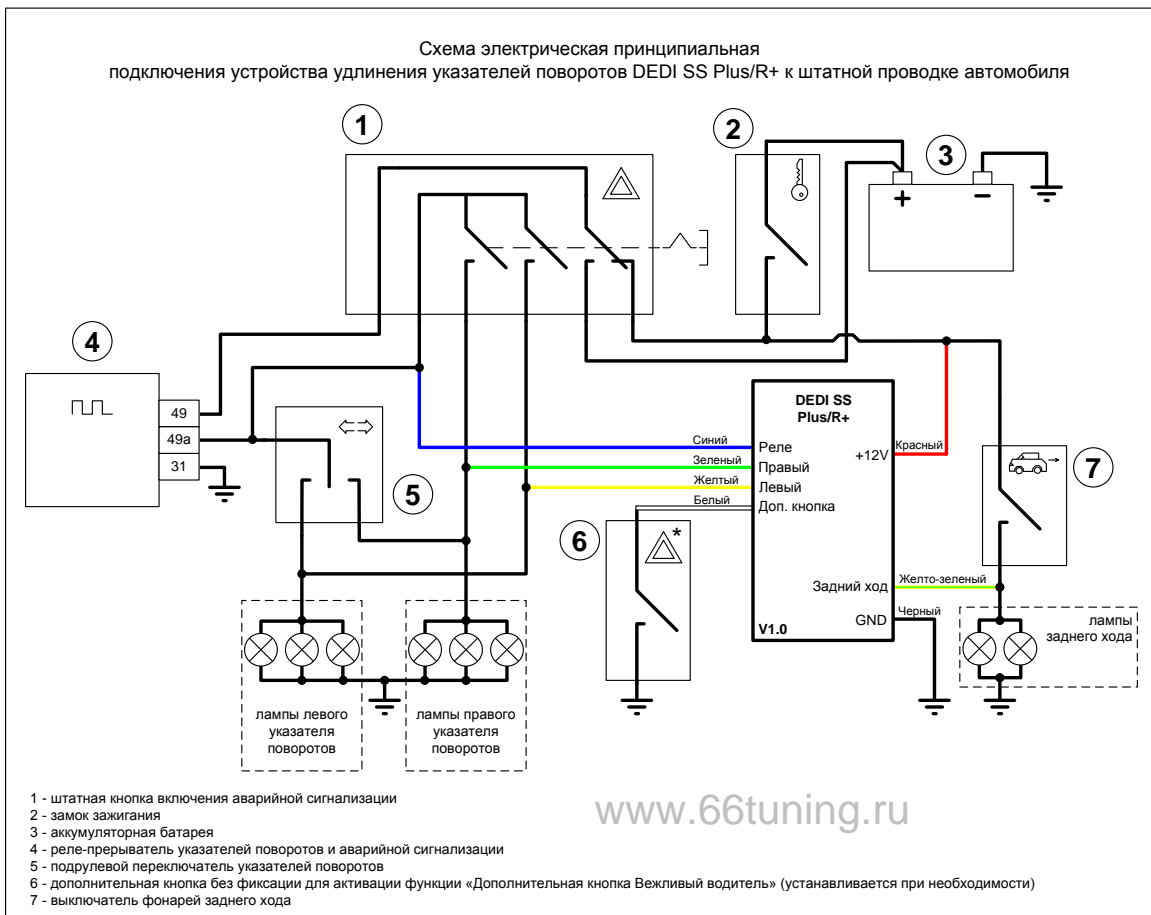 Схема электрическая принципиальная
подключения устройства удлинения указателей поворотов DEDI SS Plus/R+ к штатной проводке автомобиля
1
2
3
+
−
4
49
49a
31
5
DEDI SS
Plus/R+
Синий
Реле
Красный
+12V
Зеленый
Правый
Желтый
Левый
Белый
Доп. кнопка
7
6
*
Задний ход
Желто-зеленый
GND
Черный
V1.0
лампы
заднего хода
лампы левого
указателя
поворотов
лампы правого
указателя
поворотов
1 - штатная кнопка включения аварийной сигнализации
2 - замок зажигания
3 - аккумуляторная батарея
4 - реле-прерыватель указателей поворотов и аварийной сигнализации
5 - подрулевой переключатель указателей поворотов
6 - дополнительная кнопка без фиксации для активации функции «Дополнительная кнопка Вежливый водитель» (устанавливается при необходимости)
7 - выключатель фонарей заднего хода
www.66tuning.ru